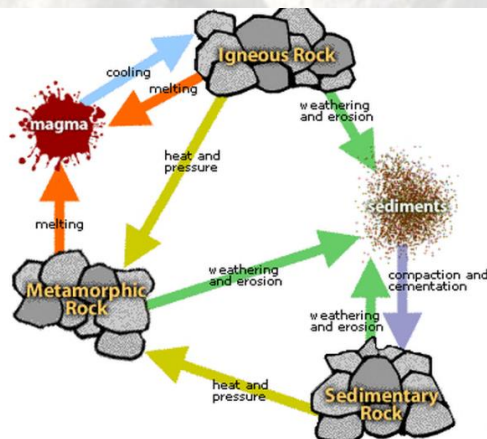 Igneous Rock
cooling
melting
magma
weathering
and erosion
heat and
pressure
sediments
melting
weathering
and erosion
compaction and
cementation
Metamorphic
Rock
weathering
and erosion
heat and
pressure
Sedimentary
Rock